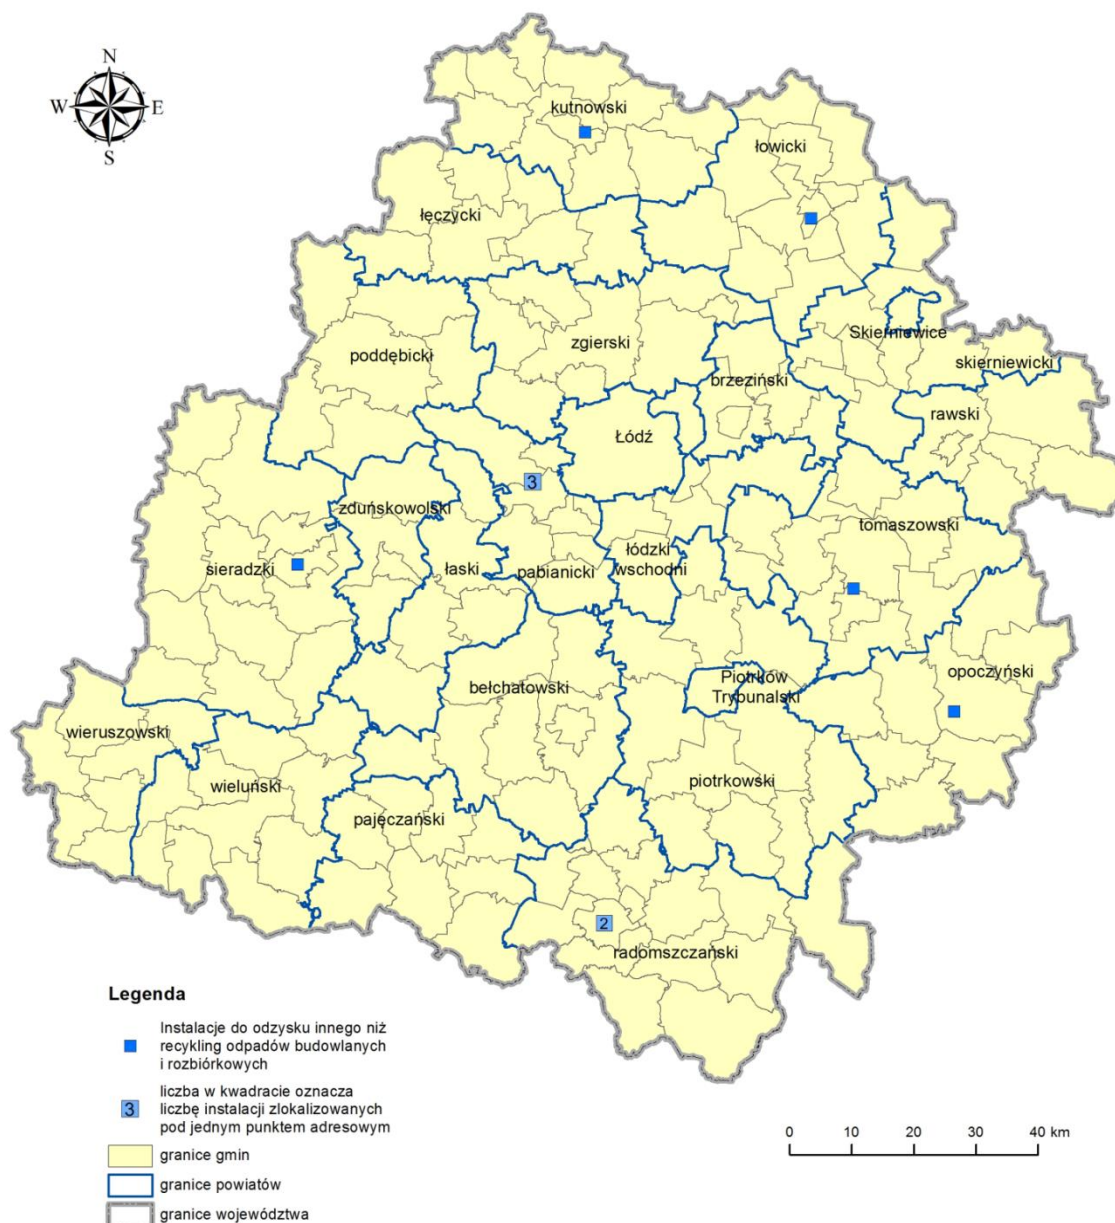 N
W E
S
kutnowski
łowicki
łęczycki
Skierniewice
zgierski
poddębicki
skierniewicki
brzeziński
rawski
Łódź
3
zduńskowolski
tomaszowski
łódzki
wschodni
sieradzki
łaski
pabianicki
opoczyński
Piotrków
Trybunalski
bełchatowski
wieruszowski
wieluński
piotrkowski
pajęczański
2
radomszczański
Legenda
Instalacje do odzysku innego niż
recykling odpadów budowlanych
i rozbiórkowych
3
liczba w kwadracie oznacza
liczbę instalacji zlokalizowanych
pod jednym punktem adresowym
granice gmin
granice powiatów
granice województwa
0 10 20 30 40 km